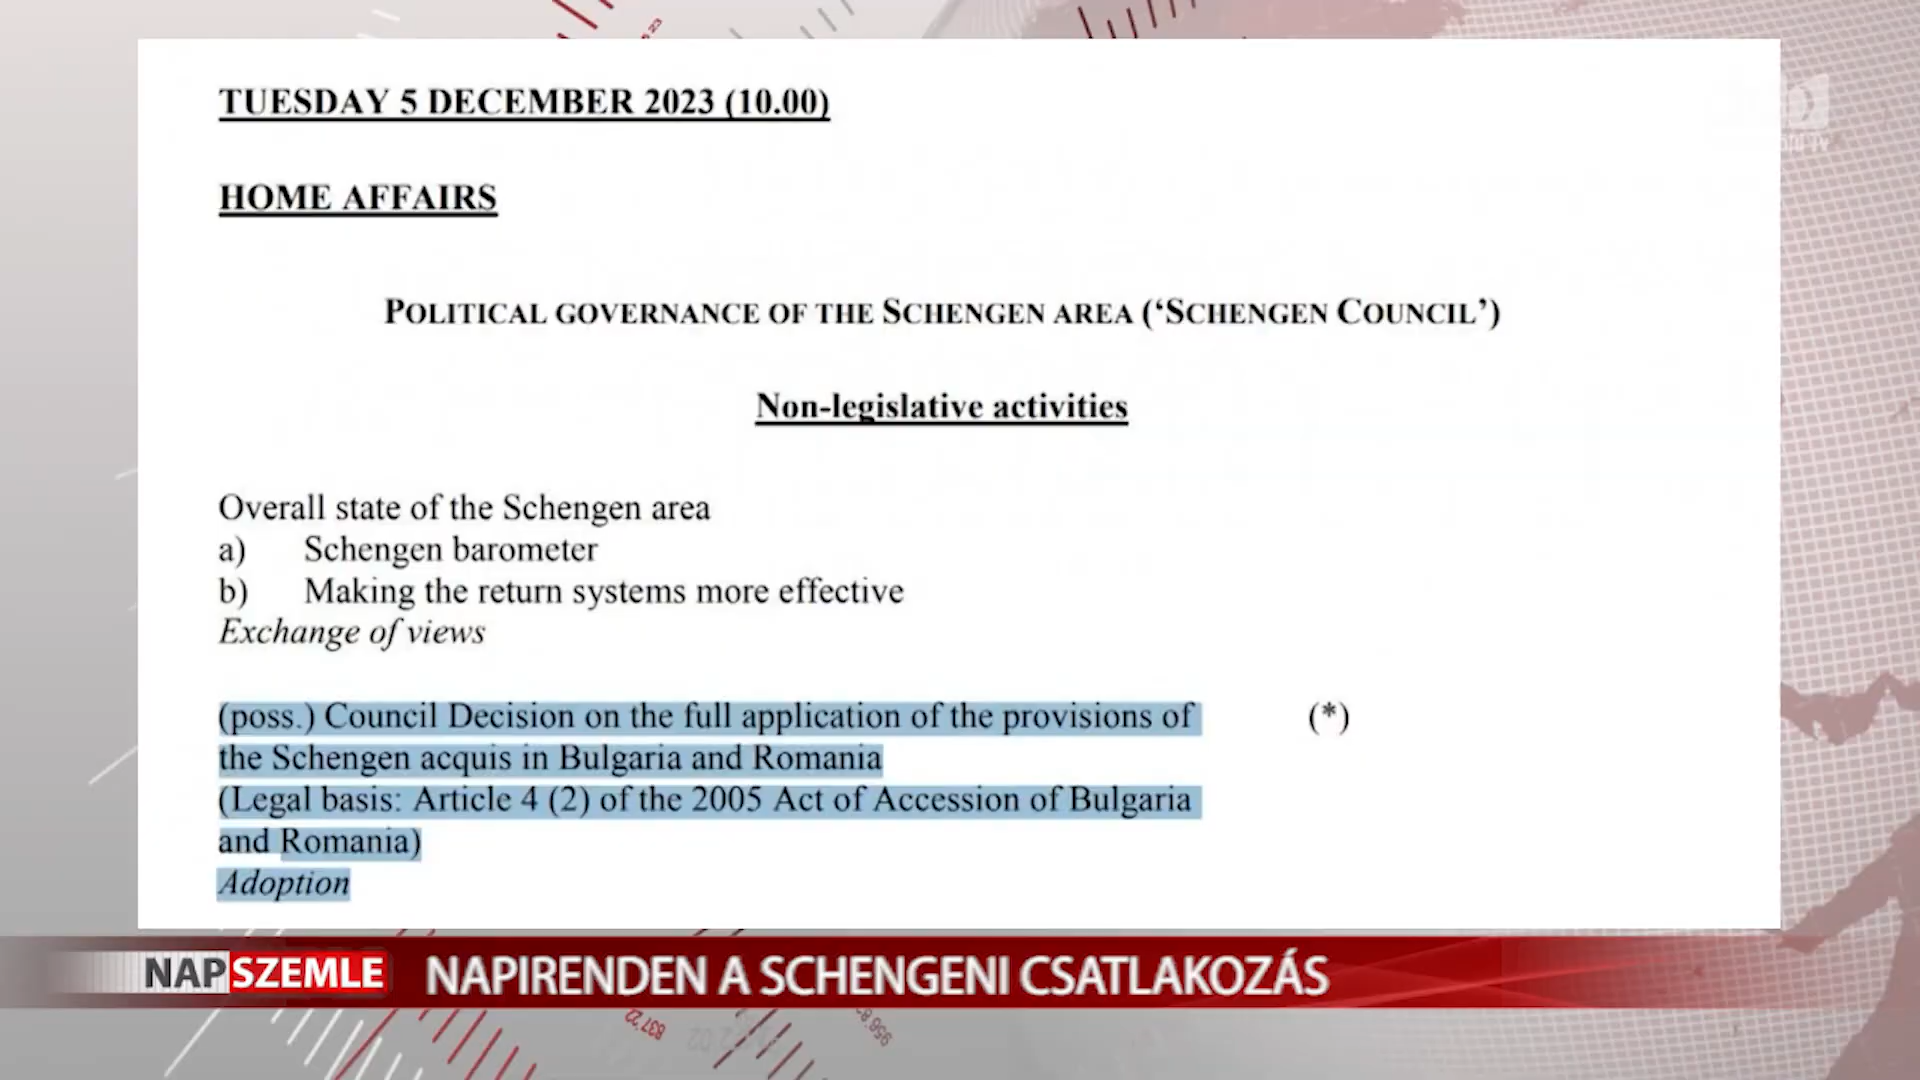 TUESDAY 5 DECEMBER 2023 (10.00)
HOME AFFAIRS
POLITICAL GOVERNANCE OF THE SCHENGEN AREA (‘SCHENGEN COUNCIL’)
Non-legislative activities
Overall state of the Schengen area
a) Schengen barometer
b) Making the return systems more effective
Exchange of views
(poss.) Council Decision on the full application of the provisions of (*)
the Schengen acquis in Bulgaria and Romania
(Legal basis: Article 4 (2) of the 2005 Act of Accession of Bulgaria
and Romania)
Adoption
NAPSZEMLE NAPIRENDEN A SCHENGENI CSATLAKOZÁS